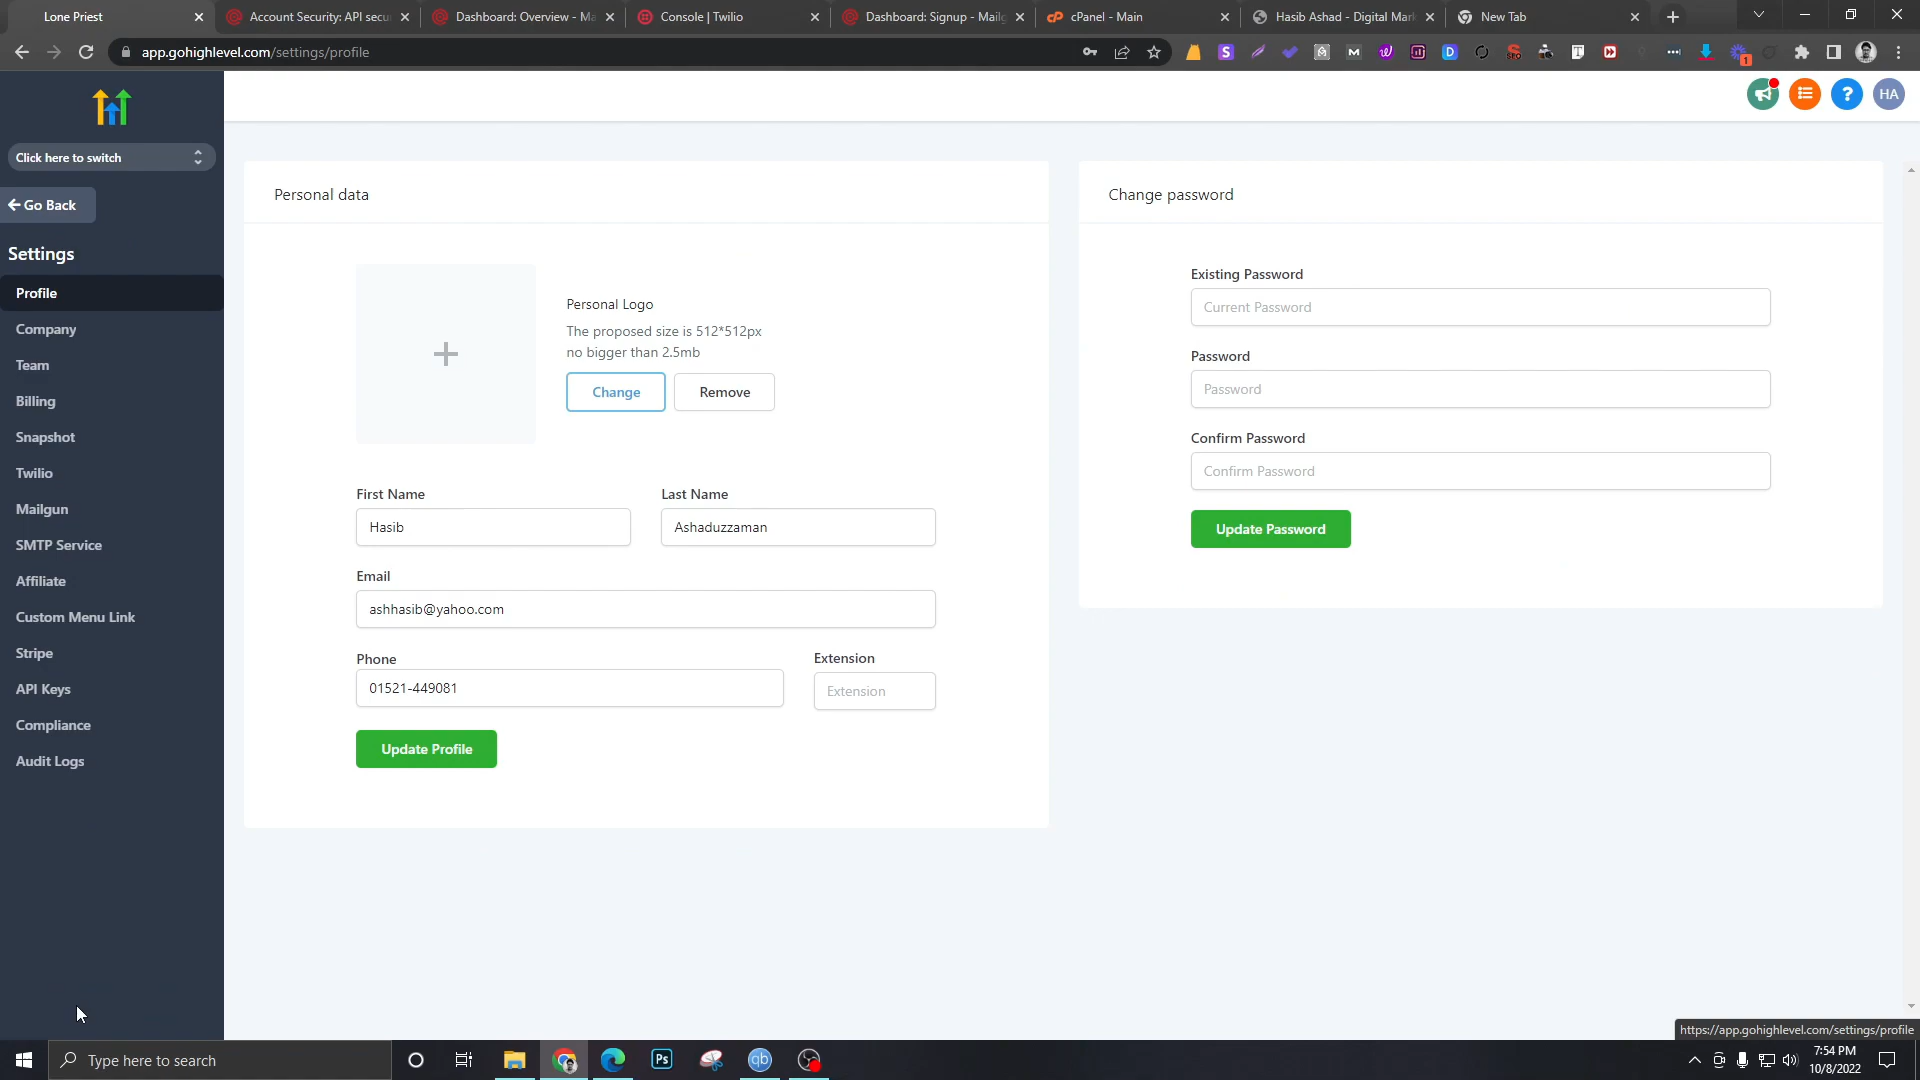 Lone Priest
Account Security: API secu
Dashboard: Overview - Ma
Console | Twilio
Dashboard: Signup - Mailg
cPanel - Main
Hasib Ashad - Digital Mark
New Tab
app.gohighlevel.com/settings/profile
HA
Click here to switch
Go Back
Settings
Profile
Company
Team
Billing
Snapshot
Twilio
Mailgun
SMTP Service
Affiliate
Custom Menu Link
Stripe
API Keys
Compliance
Audit Logs
Personal data
Personal Logo
The proposed size is 512*512px
no bigger than 2.5mb
Change
Remove
First Name
Last Name
Hasib
Ashaduzzaman
Email
ashhasib@yahoo.com
Phone
Extension
01521-449081
Extension
Update Profile
Change password
Existing Password
Current Password
Password
Password
Confirm Password
Confirm Password
Update Password
https://app.gohighlevel.com/settings/profile
Type here to search
Ps
qb
7:54 PM
10/8/2022